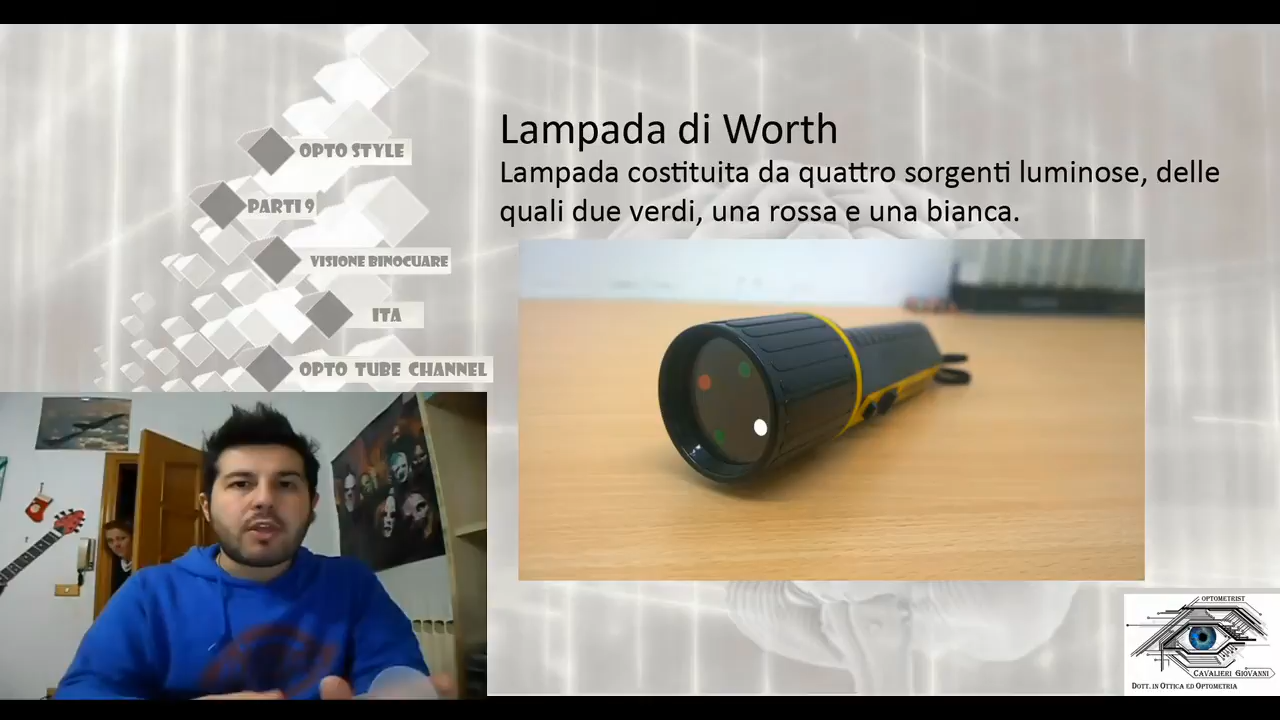 OPTO STYLE
PARTI 9
VISIONE BINOCUARE
ITA
OPTO TUBE CHANNEL
Lampada di Worth
Lampada costituita da quattro sorgenti luminose, delle
quali due verdi, una rossa e una bianca.
OPTOMETRIST
CAVALIERI GIOVANNI
DOTT. IN OTTICA ED OPTOMETRIA